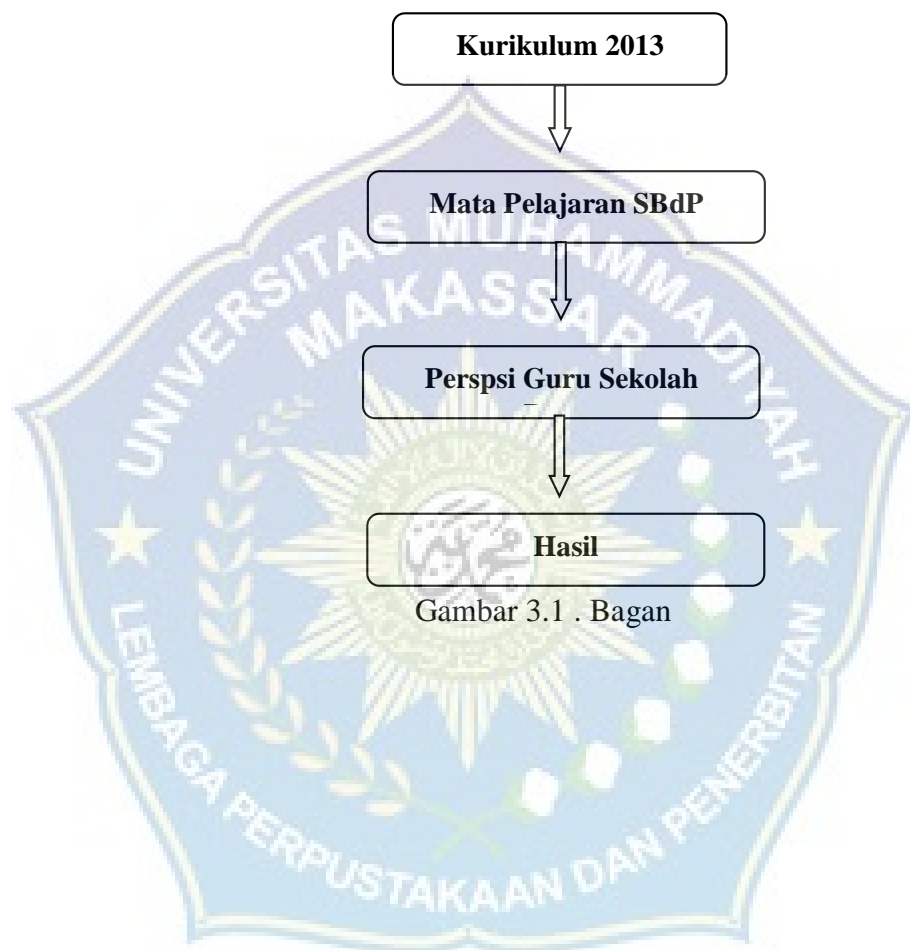 Kurikulum 2013
Mata Pelajaran SBdP
UNIVERSITAS MUHAMMADIYAH
MAKASSAR
Perspsi Guru Sekolah
Hasil
Gambar 3.1 . Bagan
LEMBAGA PERPUSTAKAAN DAN PENERBITAN